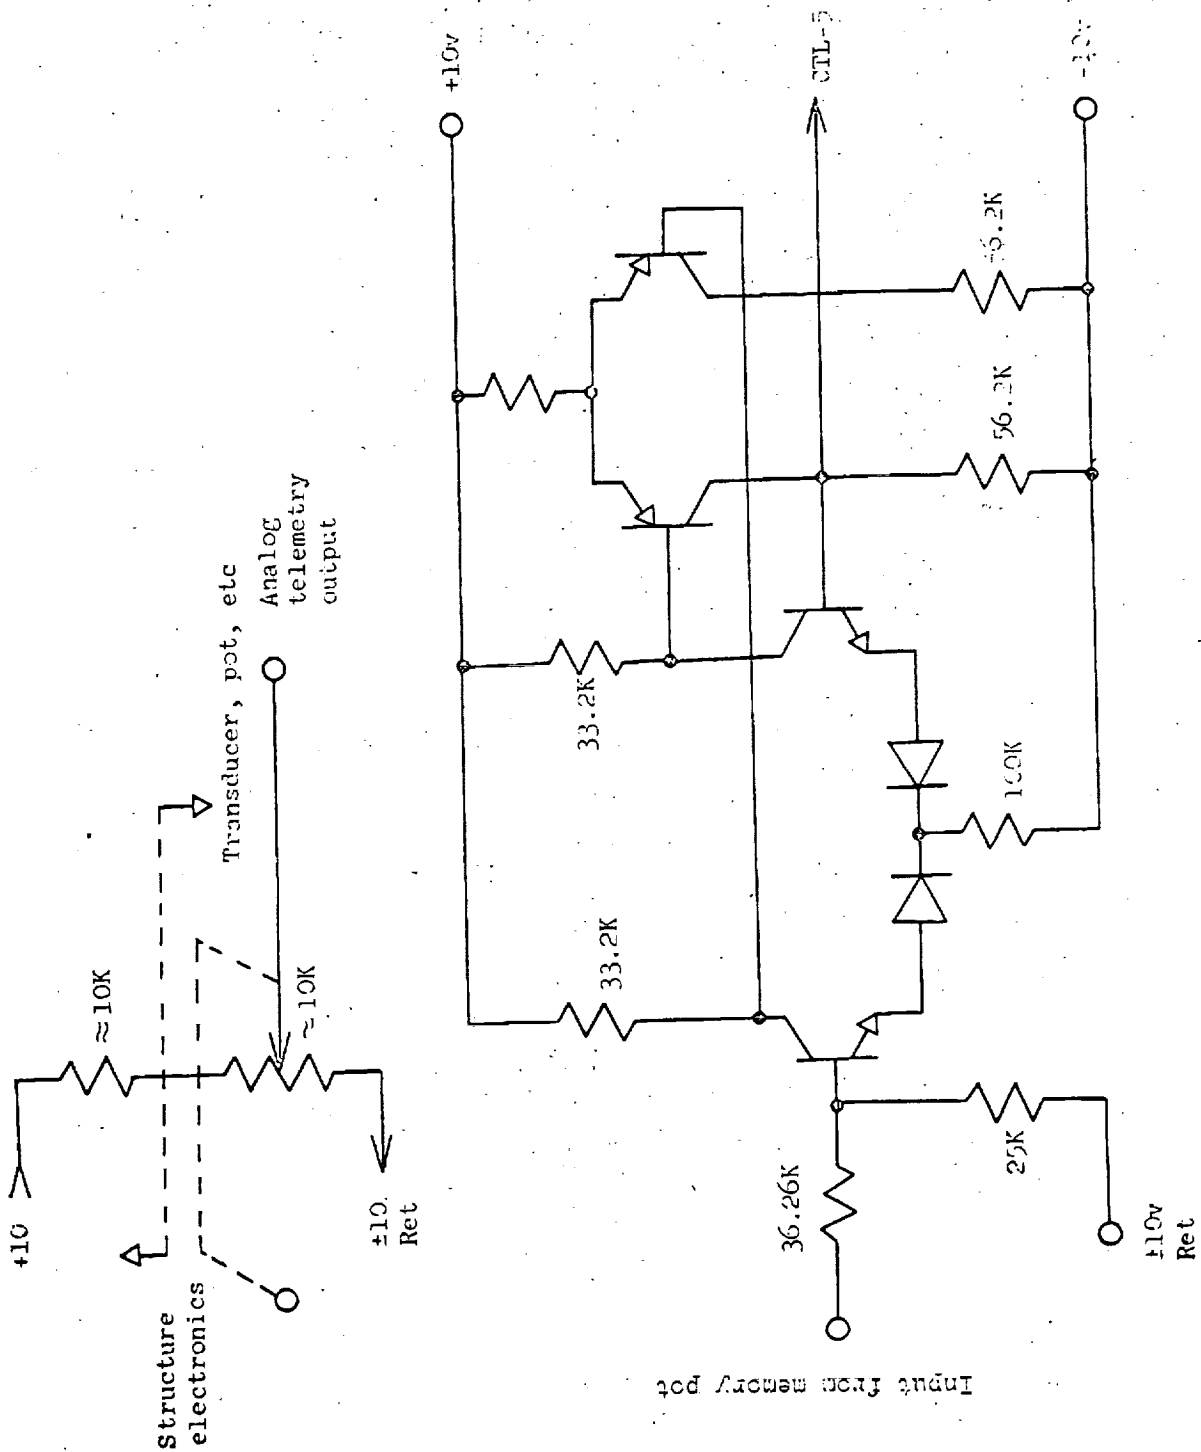 +10
≈10K
Structure
electronics
Transducer, pot, etc
Analog
telemetry
output
≈10K
±10
Ret
+10v
33.2K
33.2K
CTL-5
36.26K
25K
100K
56.2K
±10v
Ret
Input from memory pot